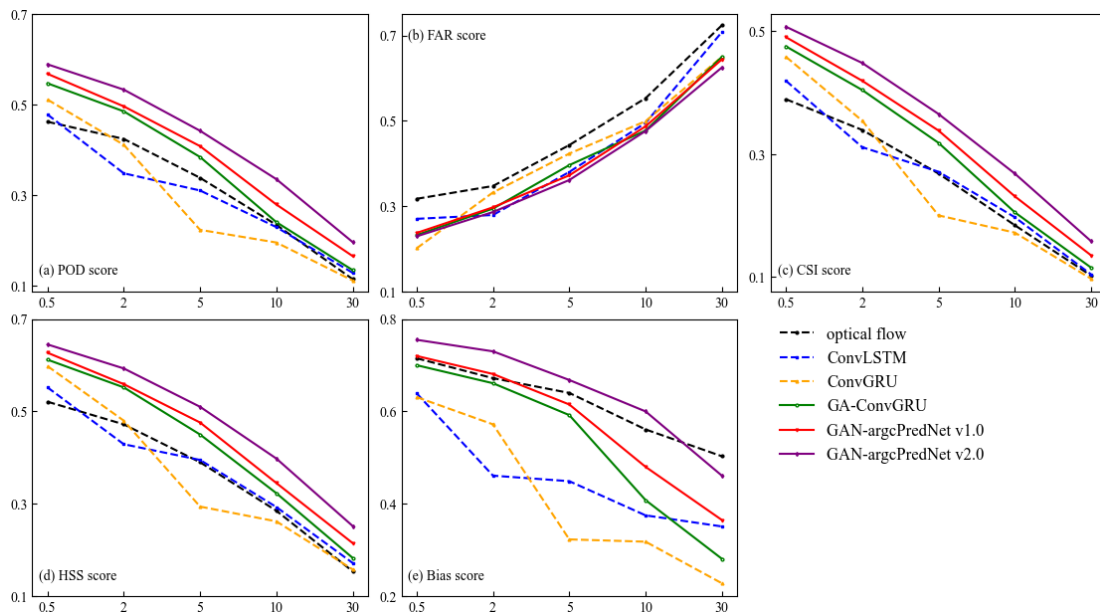 0.7
0.5
0.3
0.1
(a) POD score
0.5 2 5 10 30
0.7
0.5
0.3
0.1
(b) FAR score
0.5 2 5 10 30
0.5
0.3
0.1
(c) CSI score
0.5 2 5 10 30
0.7
0.5
0.3
0.1
(d) HSS score
0.5 2 5 10 30
0.8
0.6
0.4
0.2
(e) Bias score
0.5 2 5 10 30
optical flow
ConvLSTM
ConvGRU
GA-ConvGRU
GAN-argcPredNet v1.0
GAN-argcPredNet v2.0